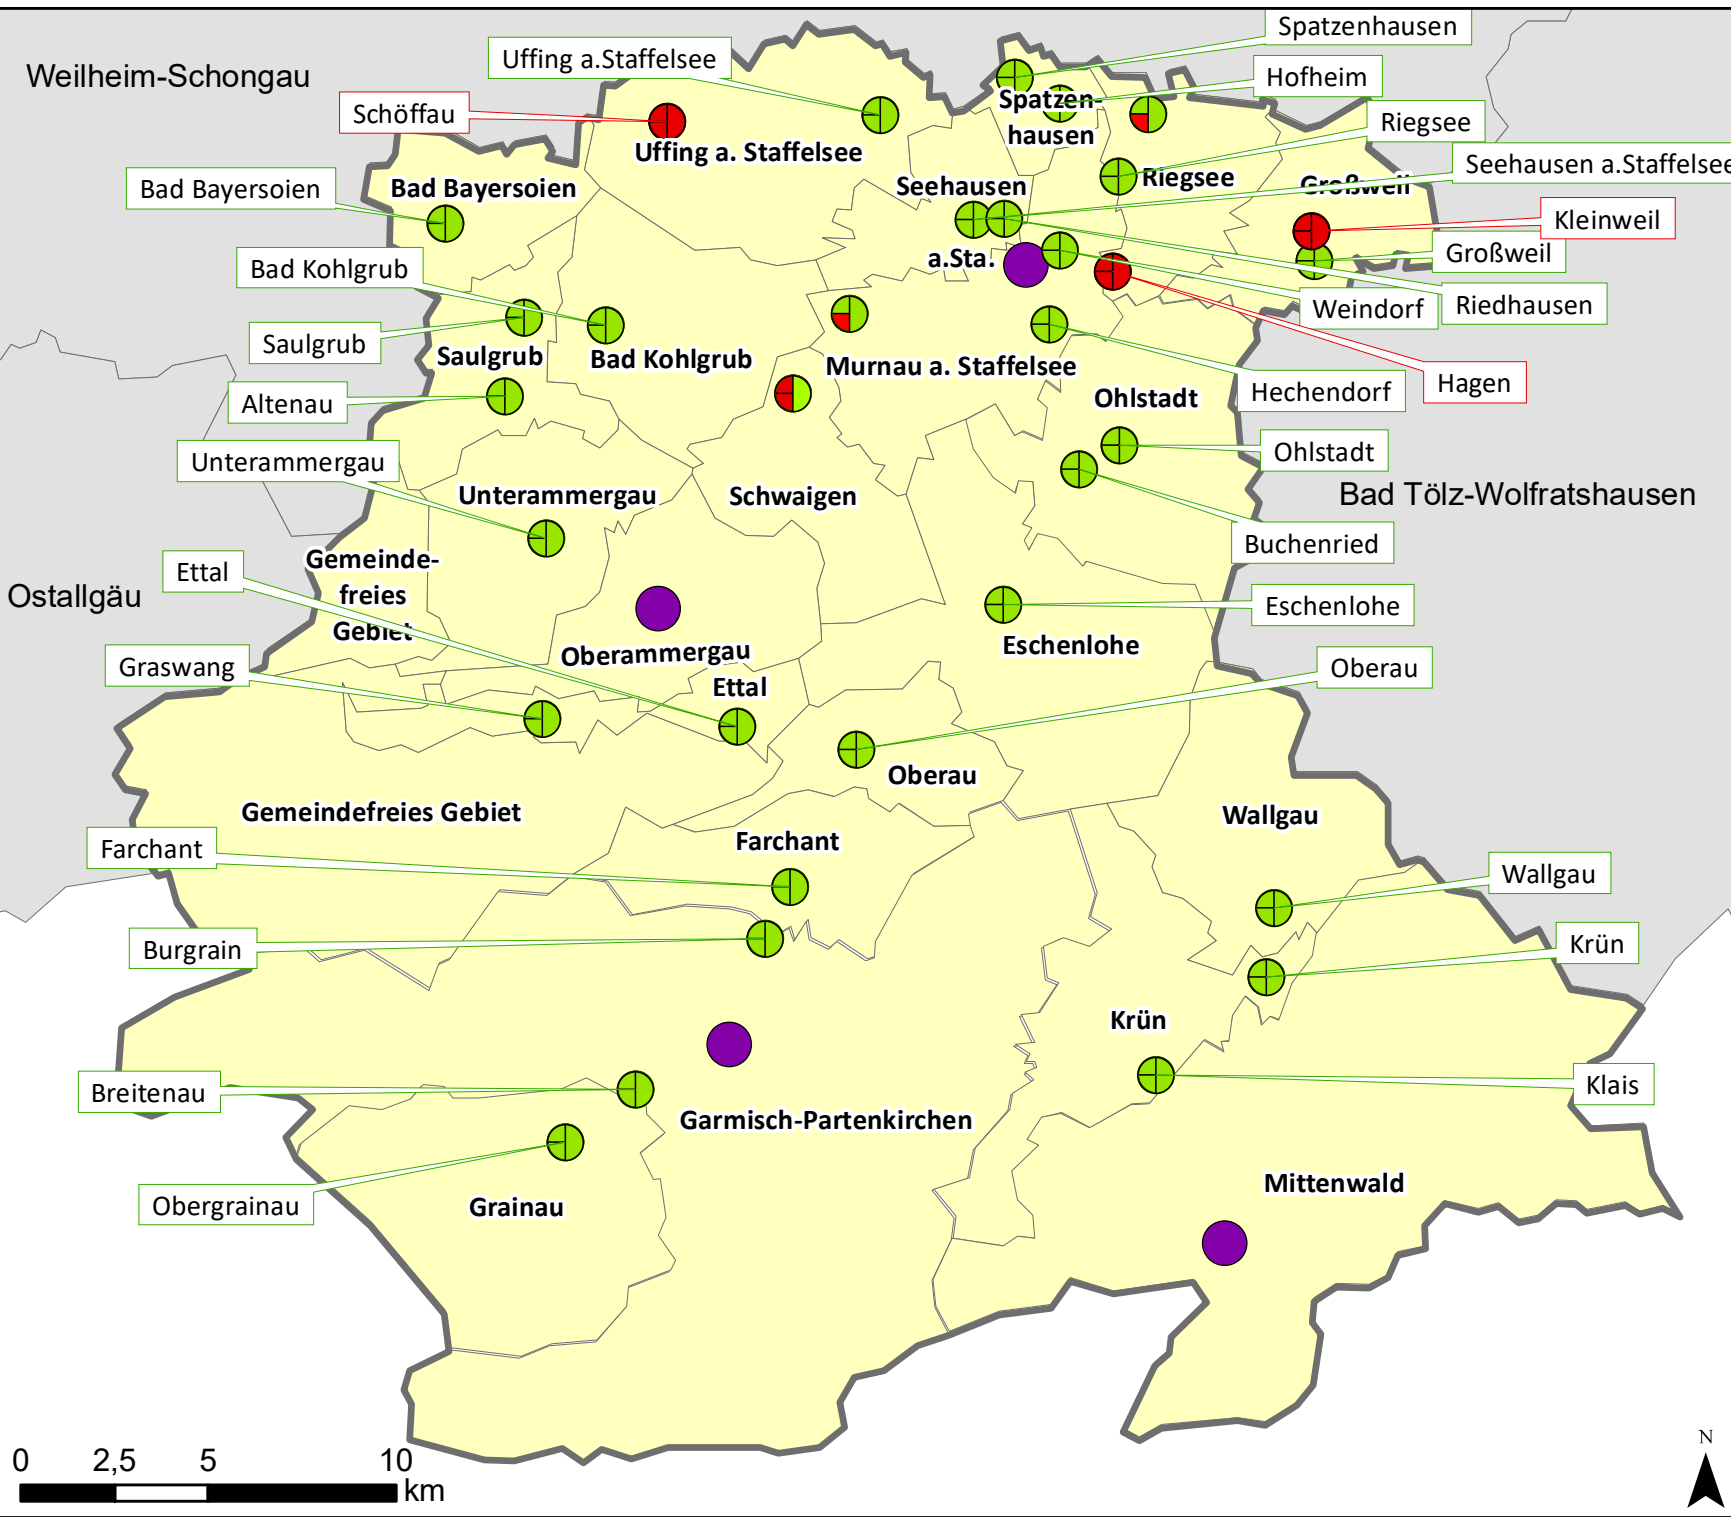 Spatzenhausen
Uffing a.Staffelsee
Weilheim-Schongau
Hofheim
Spatzen-
hausen
Schöffau
Riegsee
Uffing a. Staffelsee
Seehausen a.Staffelsee
Bad Bayersoien
Bad Bayersoien
Seehausen
Riegsee
Großweil
Kleinweil
a.Sta.
Großweil
Bad Kohlgrub
Weindorf
Riedhausen
Saulgrub
Saulgrub
Bad Kohlgrub
Murnau a. Staffelsee
Hagen
Hechendorf
Altenau
Ohlstadt
Ohlstadt
Unterammergau
Unterammergau
Schwaigen
Bad Tölz-Wolfratshausen
Buchenried
Gemeinde-
freies
Gebiet
Ettal
Ostallgäu
Eschenlohe
Eschenlohe
Oberammergau
Graswang
Ettal
Oberau
Oberau
Gemeindefreies Gebiet
Wallgau
Farchant
Farchant
Wallgau
Burgrain
Krün
Krün
Breitenau
Klais
Garmisch-Partenkirchen
Obergrainau
Grainau
Mittenwald
0 2,5 5 10
km
N